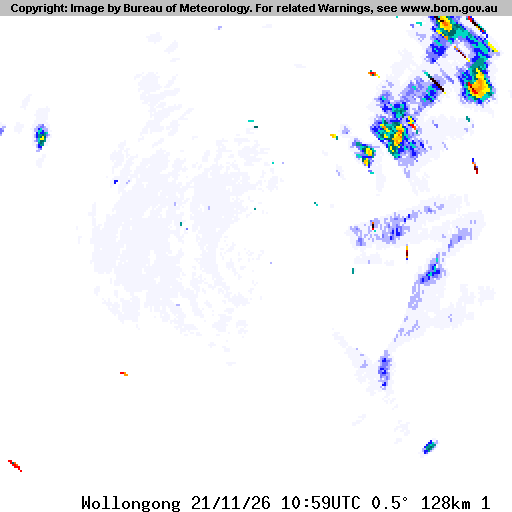 Copyright: Image by Bureau of Meteorology. For related Warnings, see www.bom.gov.au
Wollongong 21/11/26 10:59UTC 0.5° 128km 1